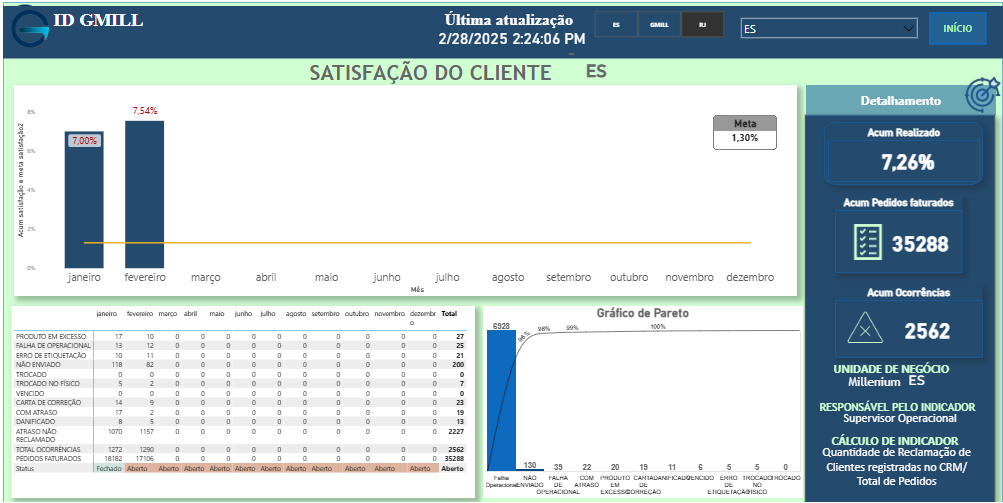 ID GMILL
Última atualização
2/28/2025 2:24:06 PM
ES
GMILL
RJ
ES
INÍCIO
SATISFAÇÃO DO CLIENTE ES
Acum satisfação e meta satisfação2
8%
6%
4%
2%
0%
7,00%
7,54%
Meta
1,30%
janeiro fevereiro março abril maio junho julho agosto setembro outubro novembro dezembro
Mês
Detalhamento
Acum Realizado
7,26%
Acum Pedidos faturados
35288
Acum Ocorrências
2562
UNIDADE DE NEGÓCIO
Millenium ES
RESPONSÁVEL PELO INDICADOR
Supervisor Operacional
CÁLCULO DE INDICADOR
Quantidade de Reclamação de
Clientes registradas no CRM/
Total de Pedidos
janeiro fevereiro março abril maio junho julho agosto setembro outubro novembro dezembr Total
o
PRODUTO EM EXCESSO 17 10 0 0 0 0 0 0 0 0 0 0 27
FALHA DE OPERACIONAL 13 12 0 0 0 0 0 0 0 0 0 0 25
ERRO DE ETIQUETAÇÃO 10 11 0 0 0 0 0 0 0 0 0 0 21
NÃO ENVIADO 118 82 0 0 0 0 0 0 0 0 0 0 200
TROCADO 0 0 0 0 0 0 0 0 0 0 0 0 0
TROCADO NO FÍSICO 5 2 0 0 0 0 0 0 0 0 0 0 7
VENCIDO 0 0 0 0 0 0 0 0 0 0 0 0 0
CARTA DE CORREÇÃO 14 9 0 0 0 0 0 0 0 0 0 0 23
COM ATRASO 17 2 0 0 0 0 0 0 0 0 0 0 19
DANIFICADO 8 5 0 0 0 0 0 0 0 0 0 0 13
ATRASO NÃO 1070 1157 0 0 0 0 0 0 0 0 0 0 2227
RECLAMADO
TOTAL OCORRÊNCIAS 1272 1290 0 0 0 0 0 0 0 0 0 0 2562
PEDIDOS FATURADOS 18182 17106 0 0 0 0 0 0 0 0 0 0 35288
Status Fechado Aberto Aberto Aberto Aberto Aberto Aberto Aberto Aberto Aberto Aberto Aberto Aberto
Gráfico de Pareto
6928
96%
98%
99%
100%
130 39 22 20 19 11 6 5 5 0
Falha NÃO FALHA COM PRODUTO CARTA DANIFICADO VENCIDO ERRO TROCADO TROCADO
Operacional ENVIADO DE ATRASO EM DE DE NO
OPERACIONAL EXCESSO CORREÇÃO ETIQUETAÇÃO FÍSICO